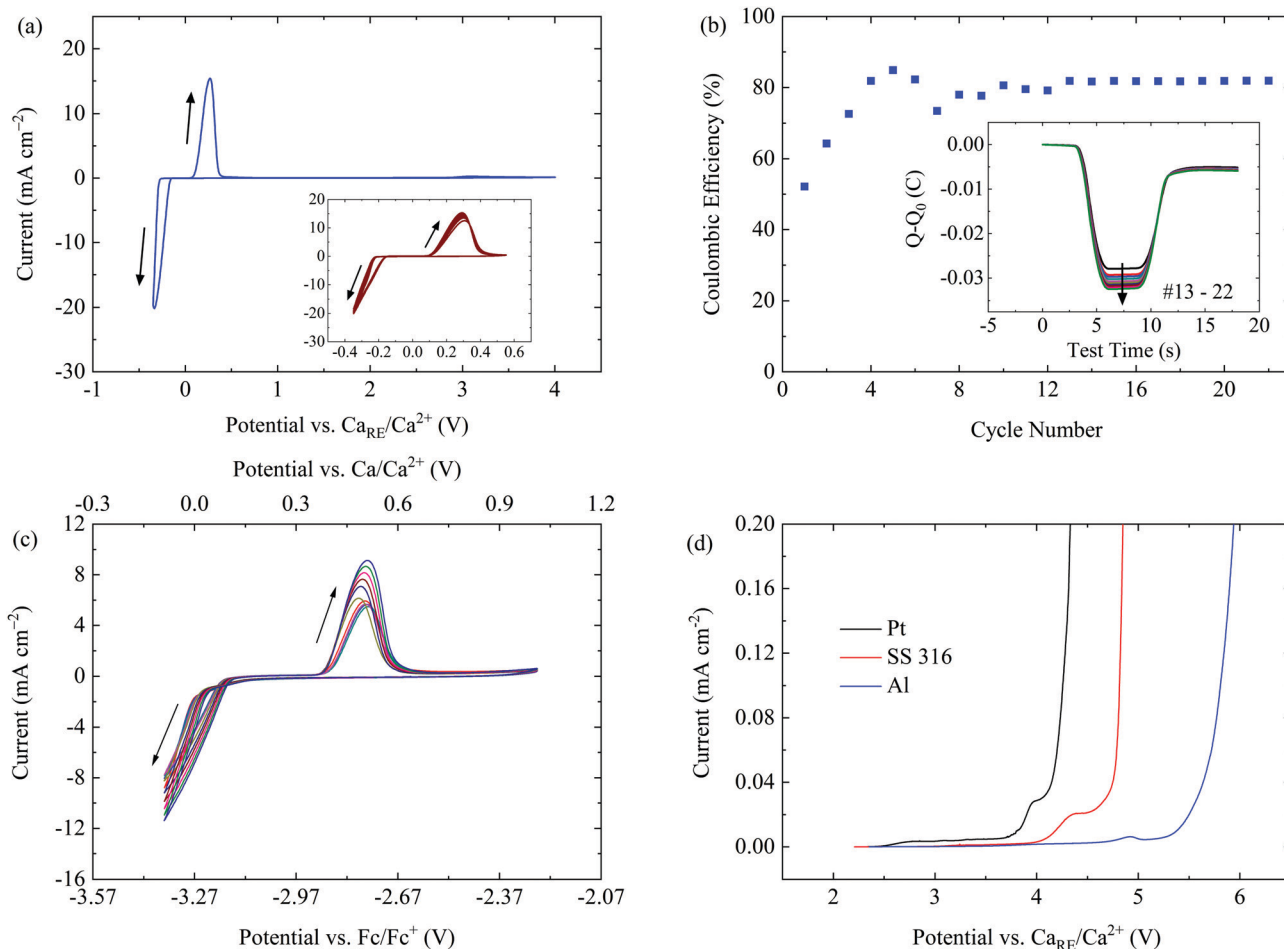 (a)
20
10
0
-10
-20
-30
Current (mA cm⁻²)
-1 0 1 2 3 4
Potential vs. Ca_RE/Ca²⁺ (V)
20
10
0
-10
-20
-30
-0.4 -0.2 0.0 0.2 0.4 0.6
(b)
100
80
60
40
20
0
Coulombic Efficiency (%)
0 4 8 12 16 20
Cycle Number
0.00
-0.01
-0.02
-0.03
Q-Q₀ (C)
#13 - 22
-5 0 5 10 15 20
Test Time (s)
Potential vs. Ca/Ca²⁺ (V)
-0.3 0.0 0.3 0.6 0.9 1.2
(c)
12
8
4
0
-4
-8
-12
-16
Current (mA cm⁻²)
-3.57 -3.27 -2.97 -2.67 -2.37 -2.07
Potential vs. Fc/Fc⁺ (V)
(d)
0.20
0.16
0.12
0.08
0.04
0.00
Current (mA cm⁻²)
Pt
SS 316
Al
2 3 4 5 6
Potential vs. Ca_RE/Ca²⁺ (V)